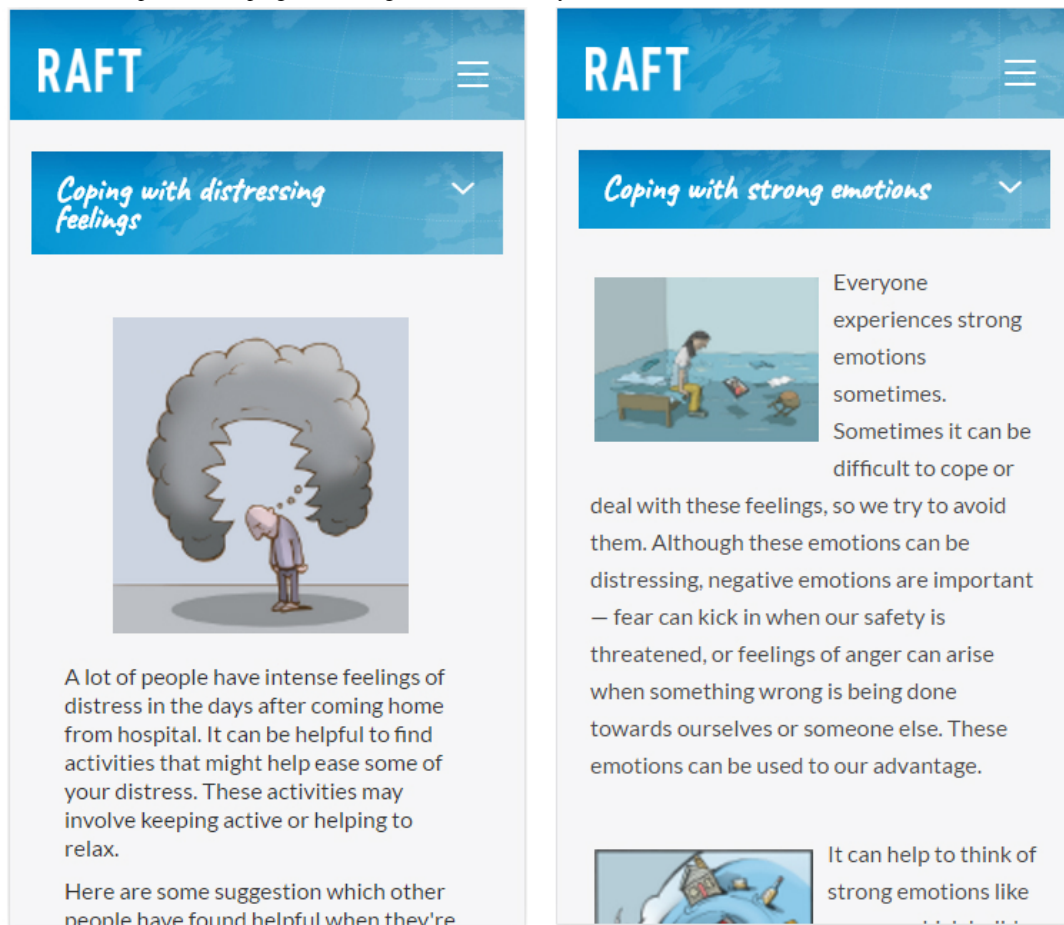 RAFT
Coping with distressing
feelings
A lot of people have intense feelings of
distress in the days after coming home
from hospital. It can be helpful to find
activities that might help ease some of
your distress. These activities may
involve keeping active or helping to
relax.
Here are some suggestion which other
people have found helpful when they're
RAFT
Coping with strong emotions
Everyone
experiences strong
emotions
sometimes.
Sometimes it can be
difficult to cope or
deal with these feelings, so we try to avoid
them. Although these emotions can be
distressing, negative emotions are important
— fear can kick in when our safety is
threatened, or feelings of anger can arise
when something wrong is being done
towards ourselves or someone else. These
emotions can be used to our advantage.
It can help to think of
strong emotions like